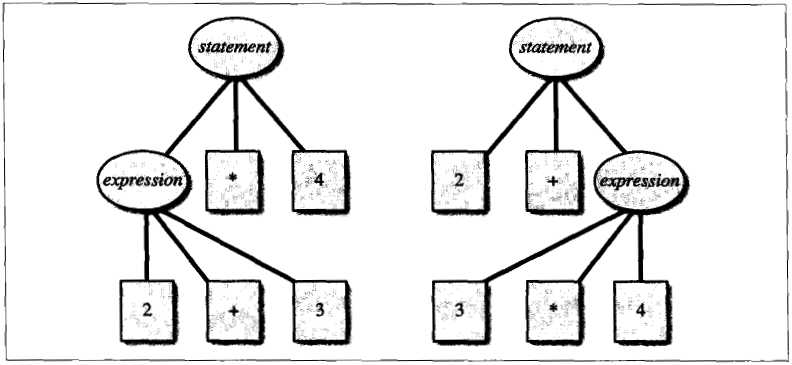 statement statement
expression * 4 2 + expression
2 + 3 3 * 4